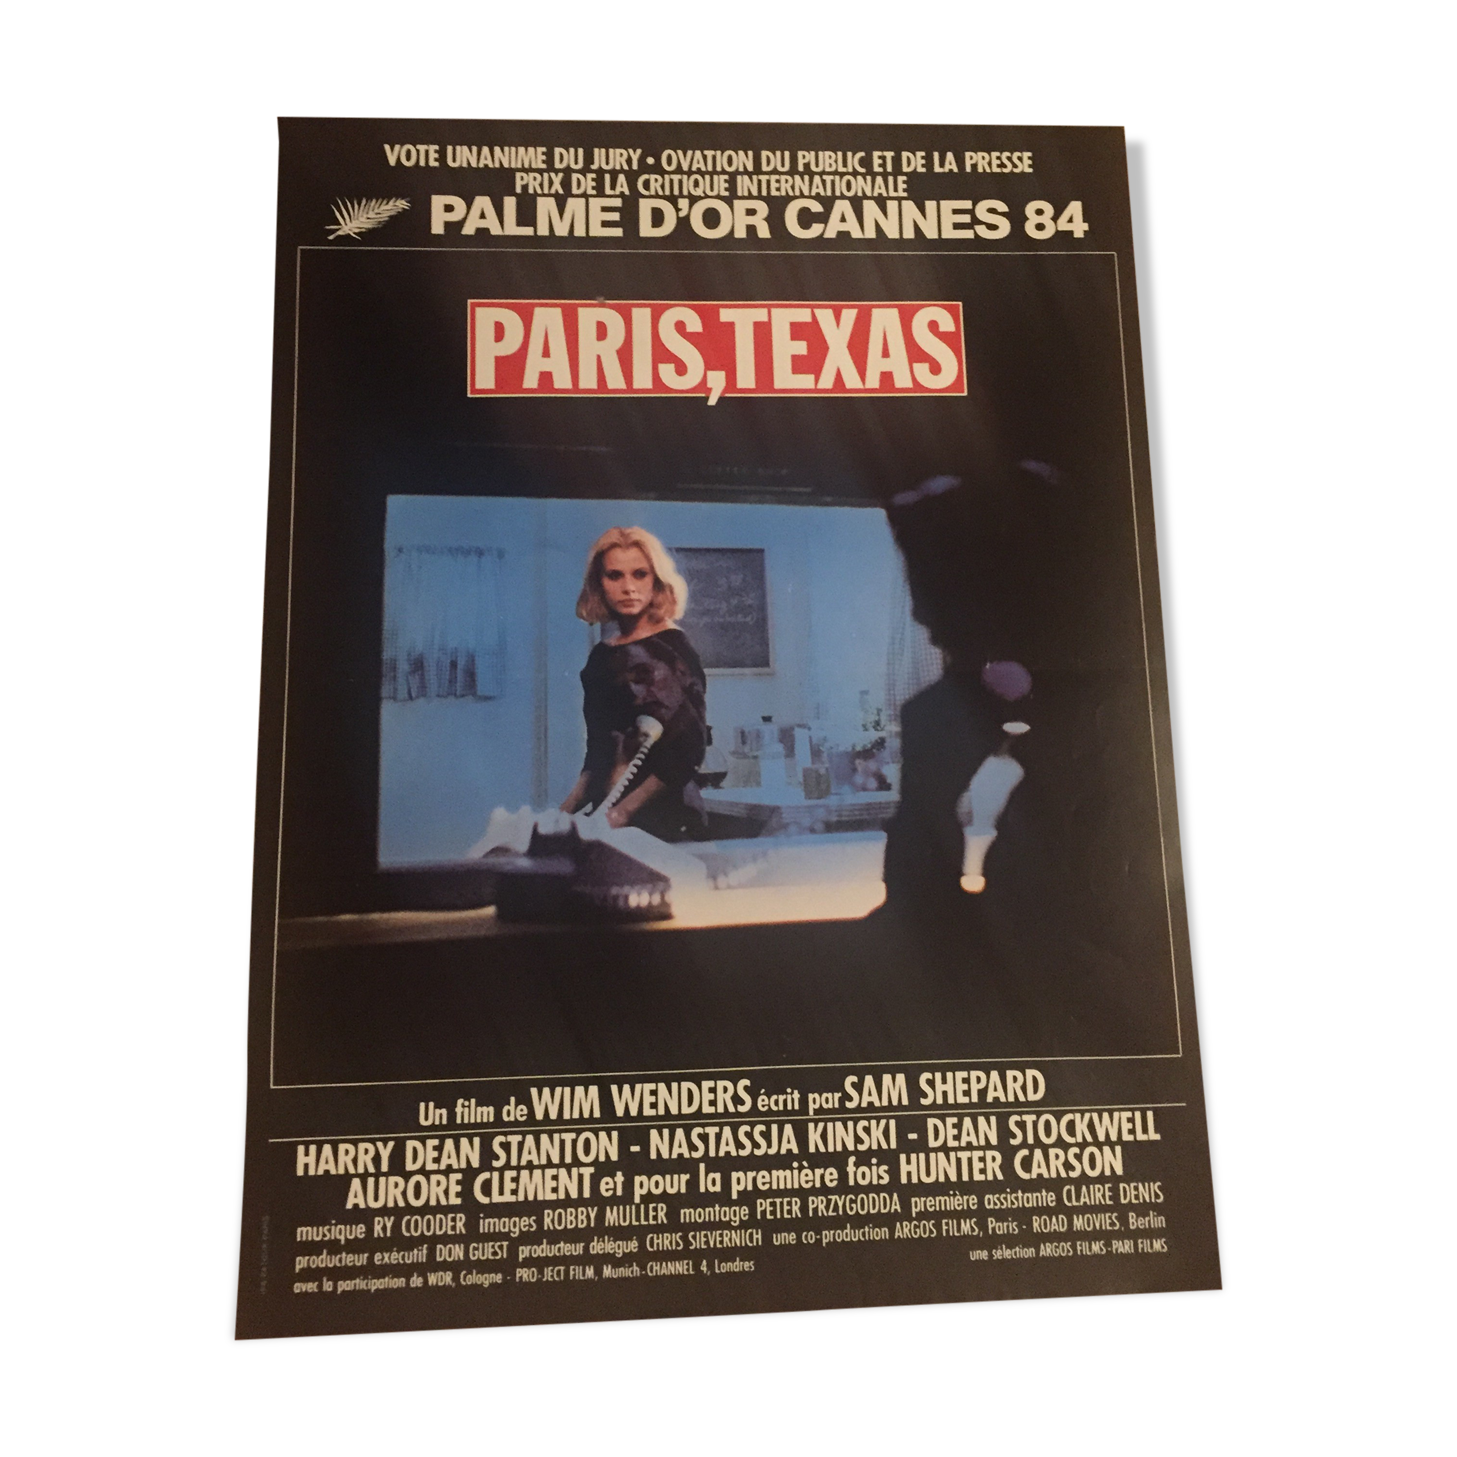 VOTE UNANIME DU JURY • OVATION DU PUBLIC ET DE LA PRESSE
PRIX DE LA CRITIQUE INTERNATIONALE
PALME D'OR CANNES 84
PARIS, TEXAS
Un film de WIM WENDERS écrit par SAM SHEPARD
HARRY DEAN STANTON - NASTASSJA KINSKI - DEAN STOCKWELL
AURORE CLEMENT et pour la première fois HUNTER CARSON
musique RY COODER images ROBBY MULLER montage PETER PRZYGODDA première assistante CLAIRE DENIS
producteur exécutif DON GUEST producteur délégué CHRIS SIEVERNICH une co-production ARGOS FILMS, Paris - ROAD MOVIES, Berlin
avec la participation de WDR, Cologne - PRO-JECT FILM, Munich - CHANNEL 4, Londres
une sélection ARGOS FILMS - PARI FILMS